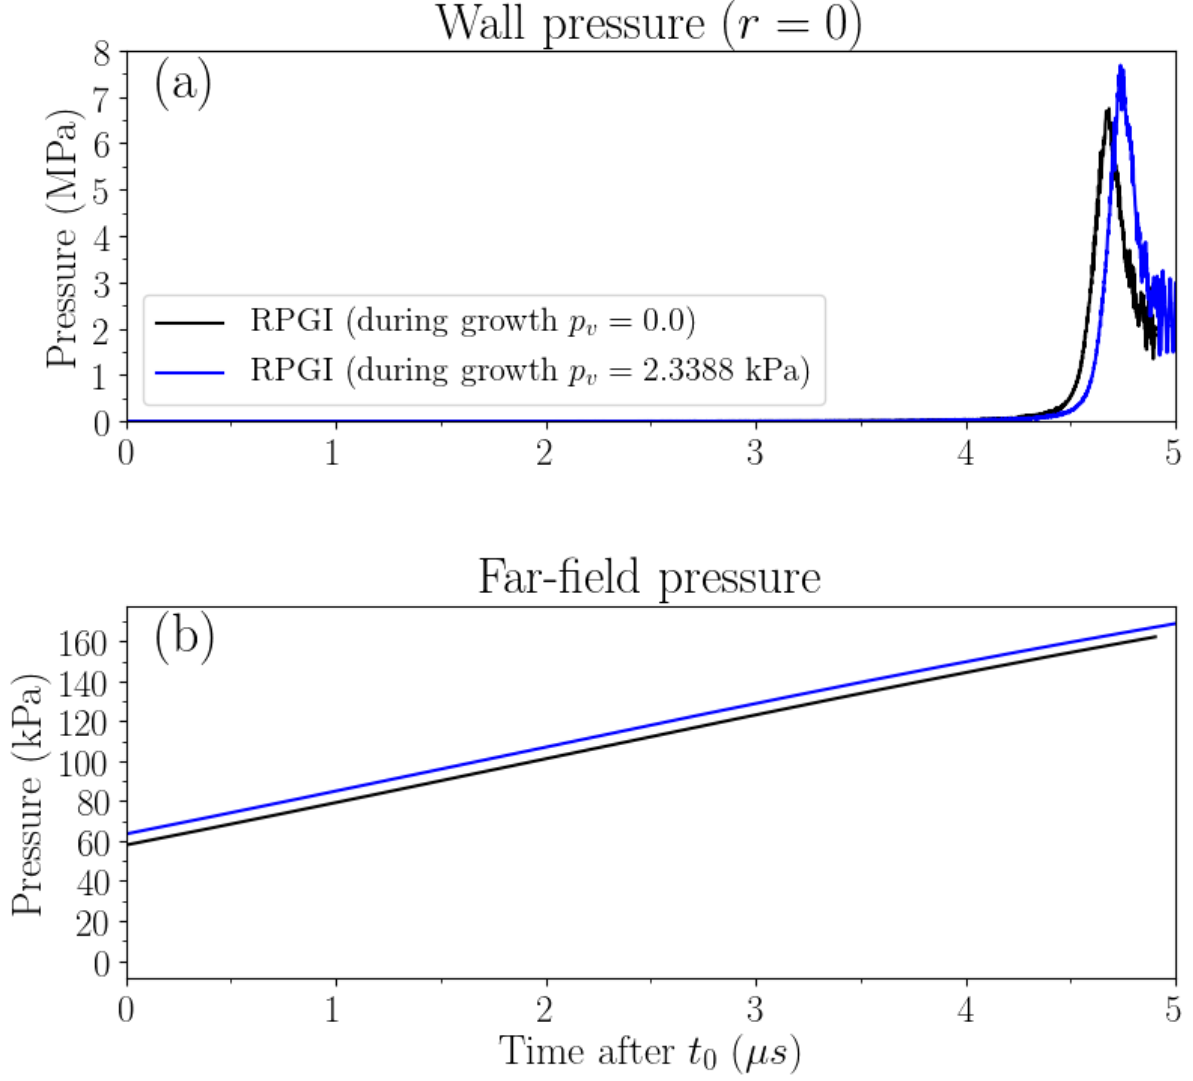 Wall pressure (r = 0)
(a)
Pressure (MPa)
8
7
6
5
4
3
2
1
0
RPGI (during growth p_v = 0.0)
RPGI (during growth p_v = 2.3388 kPa)
0 1 2 3 4 5
Far-field pressure
(b)
Pressure (kPa)
160
140
120
100
80
60
40
20
0
0 1 2 3 4 5
Time after t_0 (μs)